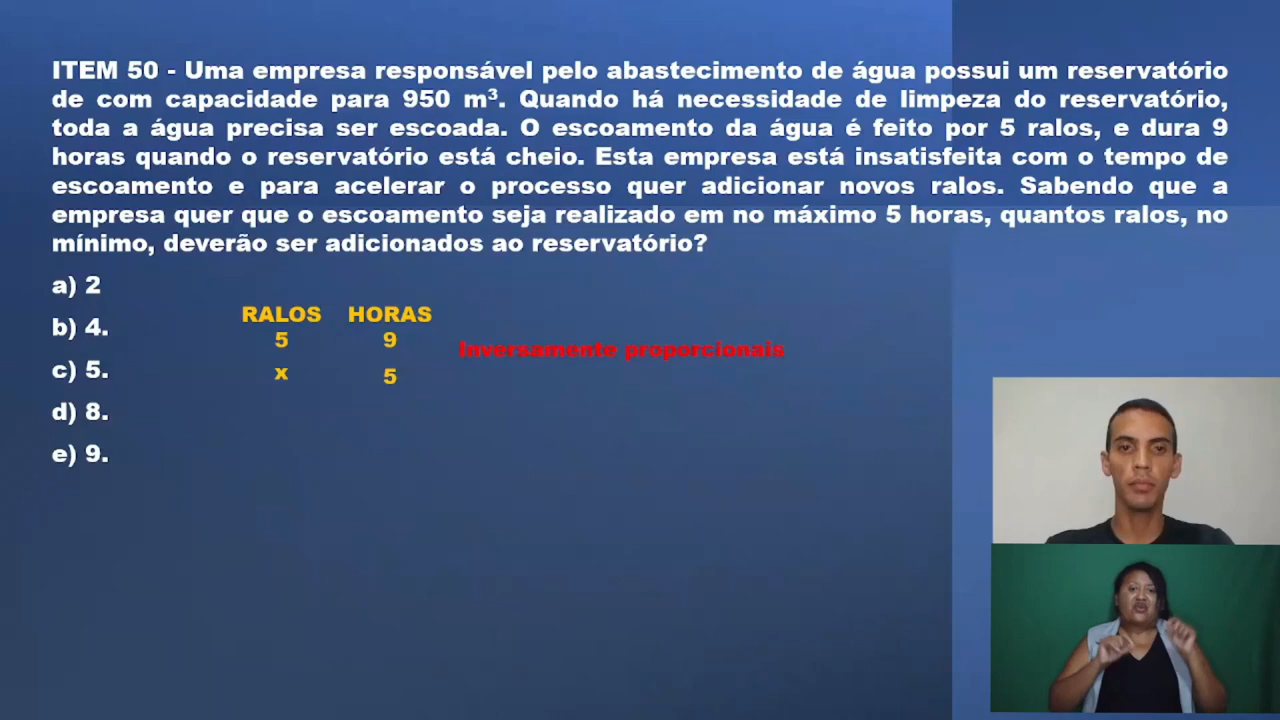 ITEM 50 - Uma empresa responsável pelo abastecimento de água possui um reservatório
de com capacidade para 950 m³. Quando há necessidade de limpeza do reservatório,
toda a água precisa ser escoada. O escoamento da água é feito por 5 ralos, e dura 9
horas quando o reservatório está cheio. Esta empresa está insatisfeita com o tempo de
escoamento e para acelerar o processo quer adicionar novos ralos. Sabendo que a
empresa quer que o escoamento seja realizado em no máximo 5 horas, quantos ralos, no
mínimo, deverão ser adicionados ao reservatório?
a) 2
b) 4.
c) 5.
d) 8.
e) 9.
RALOS HORAS
5 9
x 5
Inversamente proporcionais